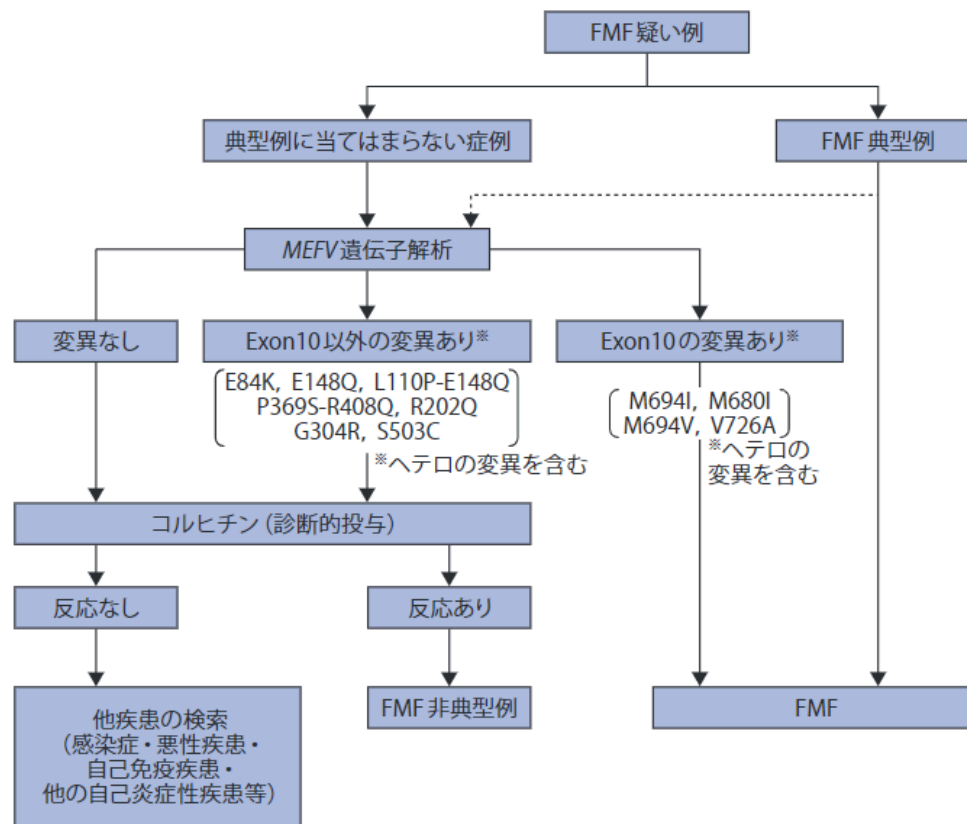 FMF疑い例
典型例に当てはまらない症例
FMF典型例
MEFV遺伝子解析
変異なし
Exon10以外の変異あり※
Exon10の変異あり※
E84K, E148Q, L110P-E148Q
P369S-R408Q, R202Q
G304R, S503C
※ヘテロの変異を含む
M694I, M680I
M694V, V726A
※ヘテロの
変異を含む
コルヒチン（診断的投与）
反応なし
反応あり
他疾患の検索
（感染症・悪性疾患・
自己免疫疾患・
他の自己炎症性疾患等）
FMF非典型例
FMF